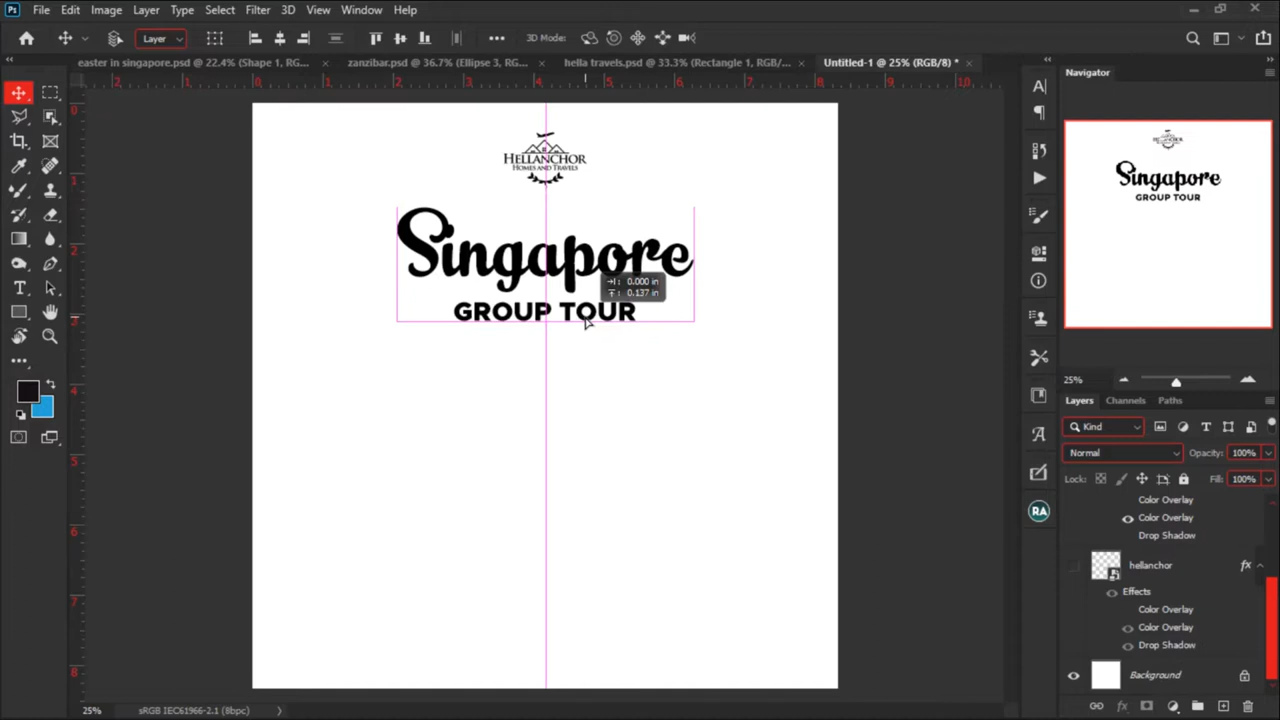 Ps File Edit Image Layer Type Select Filter 3D View Window Help
Layer 3D Mode:
easter in singapore.psd @ 22.4% (Shape 1, RG... zanzibar.psd @ 36.7% (Ellipse 3, RG... hella travels.psd @ 33.3% (Rectangle 1, RGB/... Untitled-1 @ 25% (RGB/8) *
Navigator
HELLANCHOR
HOMES AND TRAVELS
Singapore
GROUP TOUR
0.000 in
0.137 in
Singapore
GROUP TOUR
25%
Layers Channels Paths
Kind
Normal Opacity: 100%
Lock: Fill: 100%
Color Overlay
Color Overlay
Drop Shadow
hellanchor fx
Effects
Color Overlay
Color Overlay
Drop Shadow
Background
RA
25% sRGB IEC61966-2.1 (8bpc)